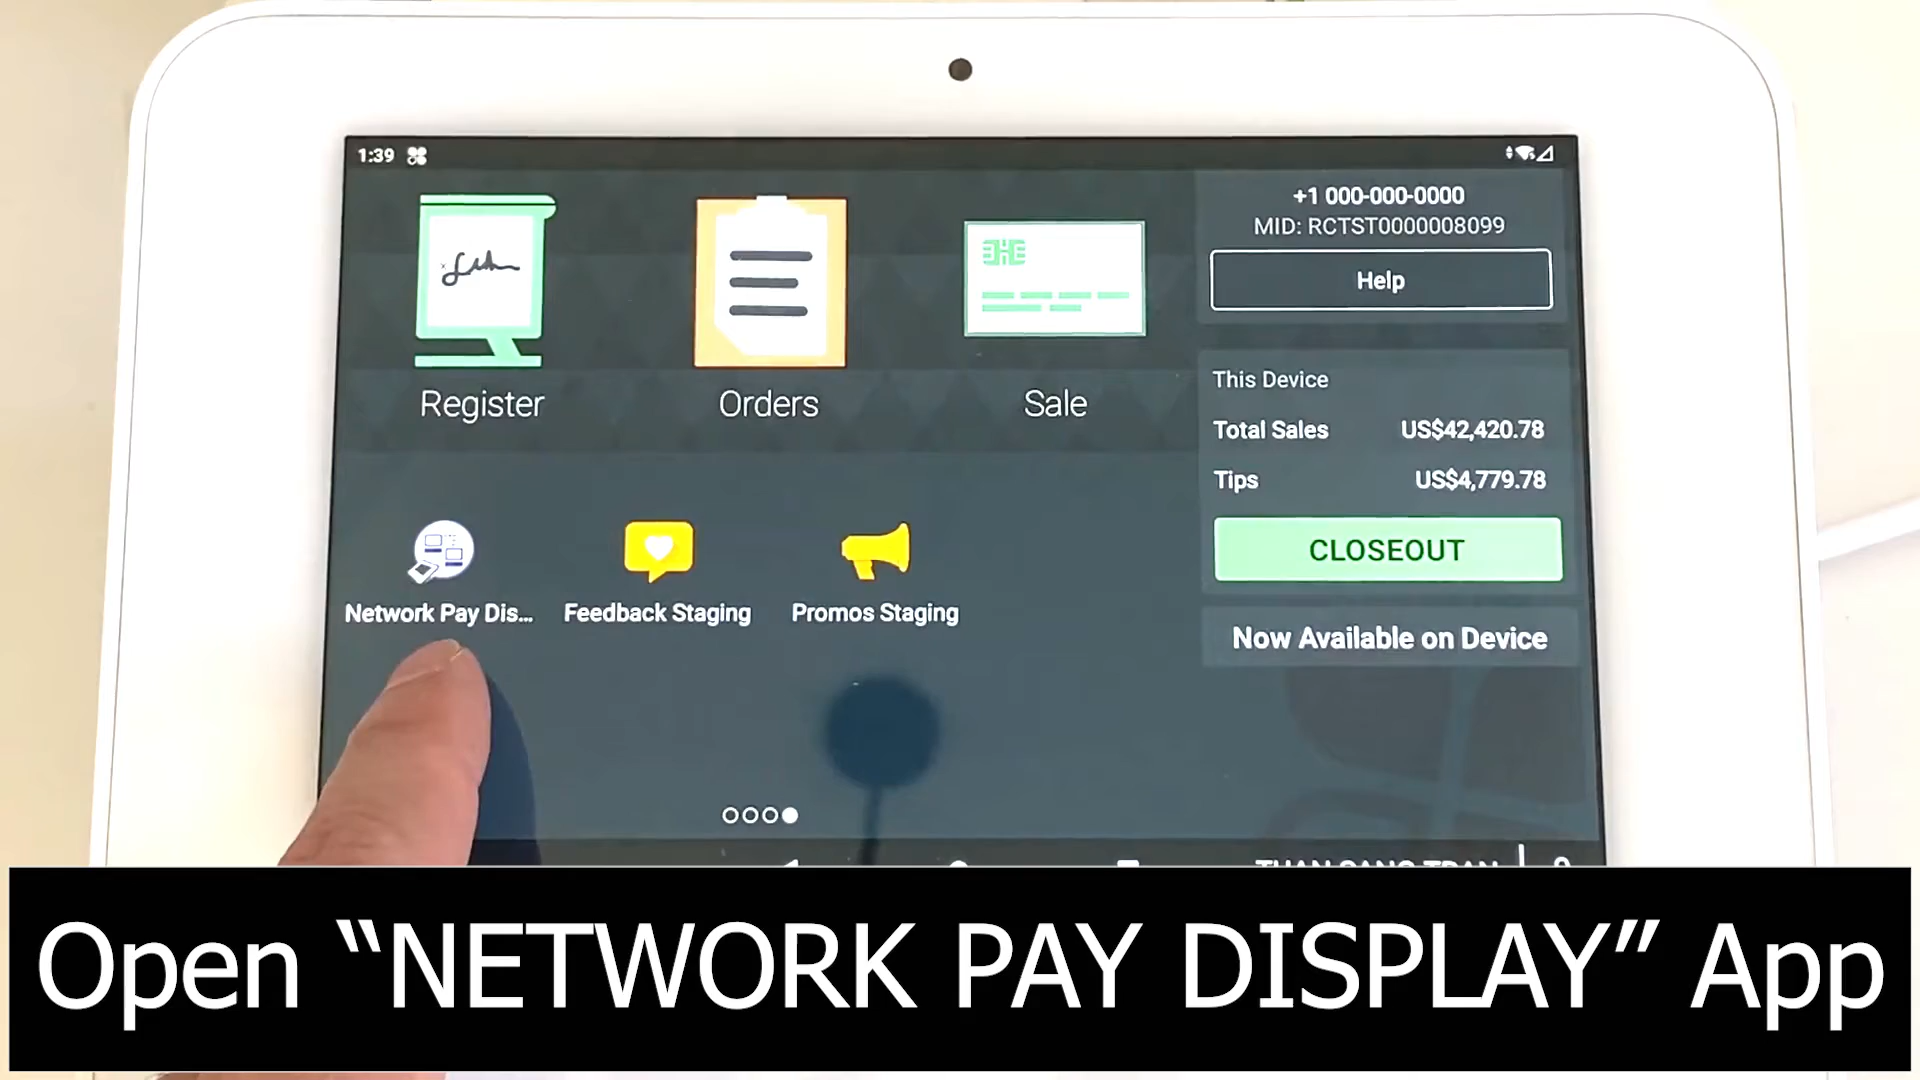 1:39
+1 000-000-0000
MID: RCTST0000008099
Help
Register
Orders
Sale
This Device
Total Sales US$42,420.78
Tips US$4,779.78
CLOSEOUT
Network Pay Dis...
Feedback Staging
Promos Staging
Now Available on Device
Open “NETWORK PAY DISPLAY” App